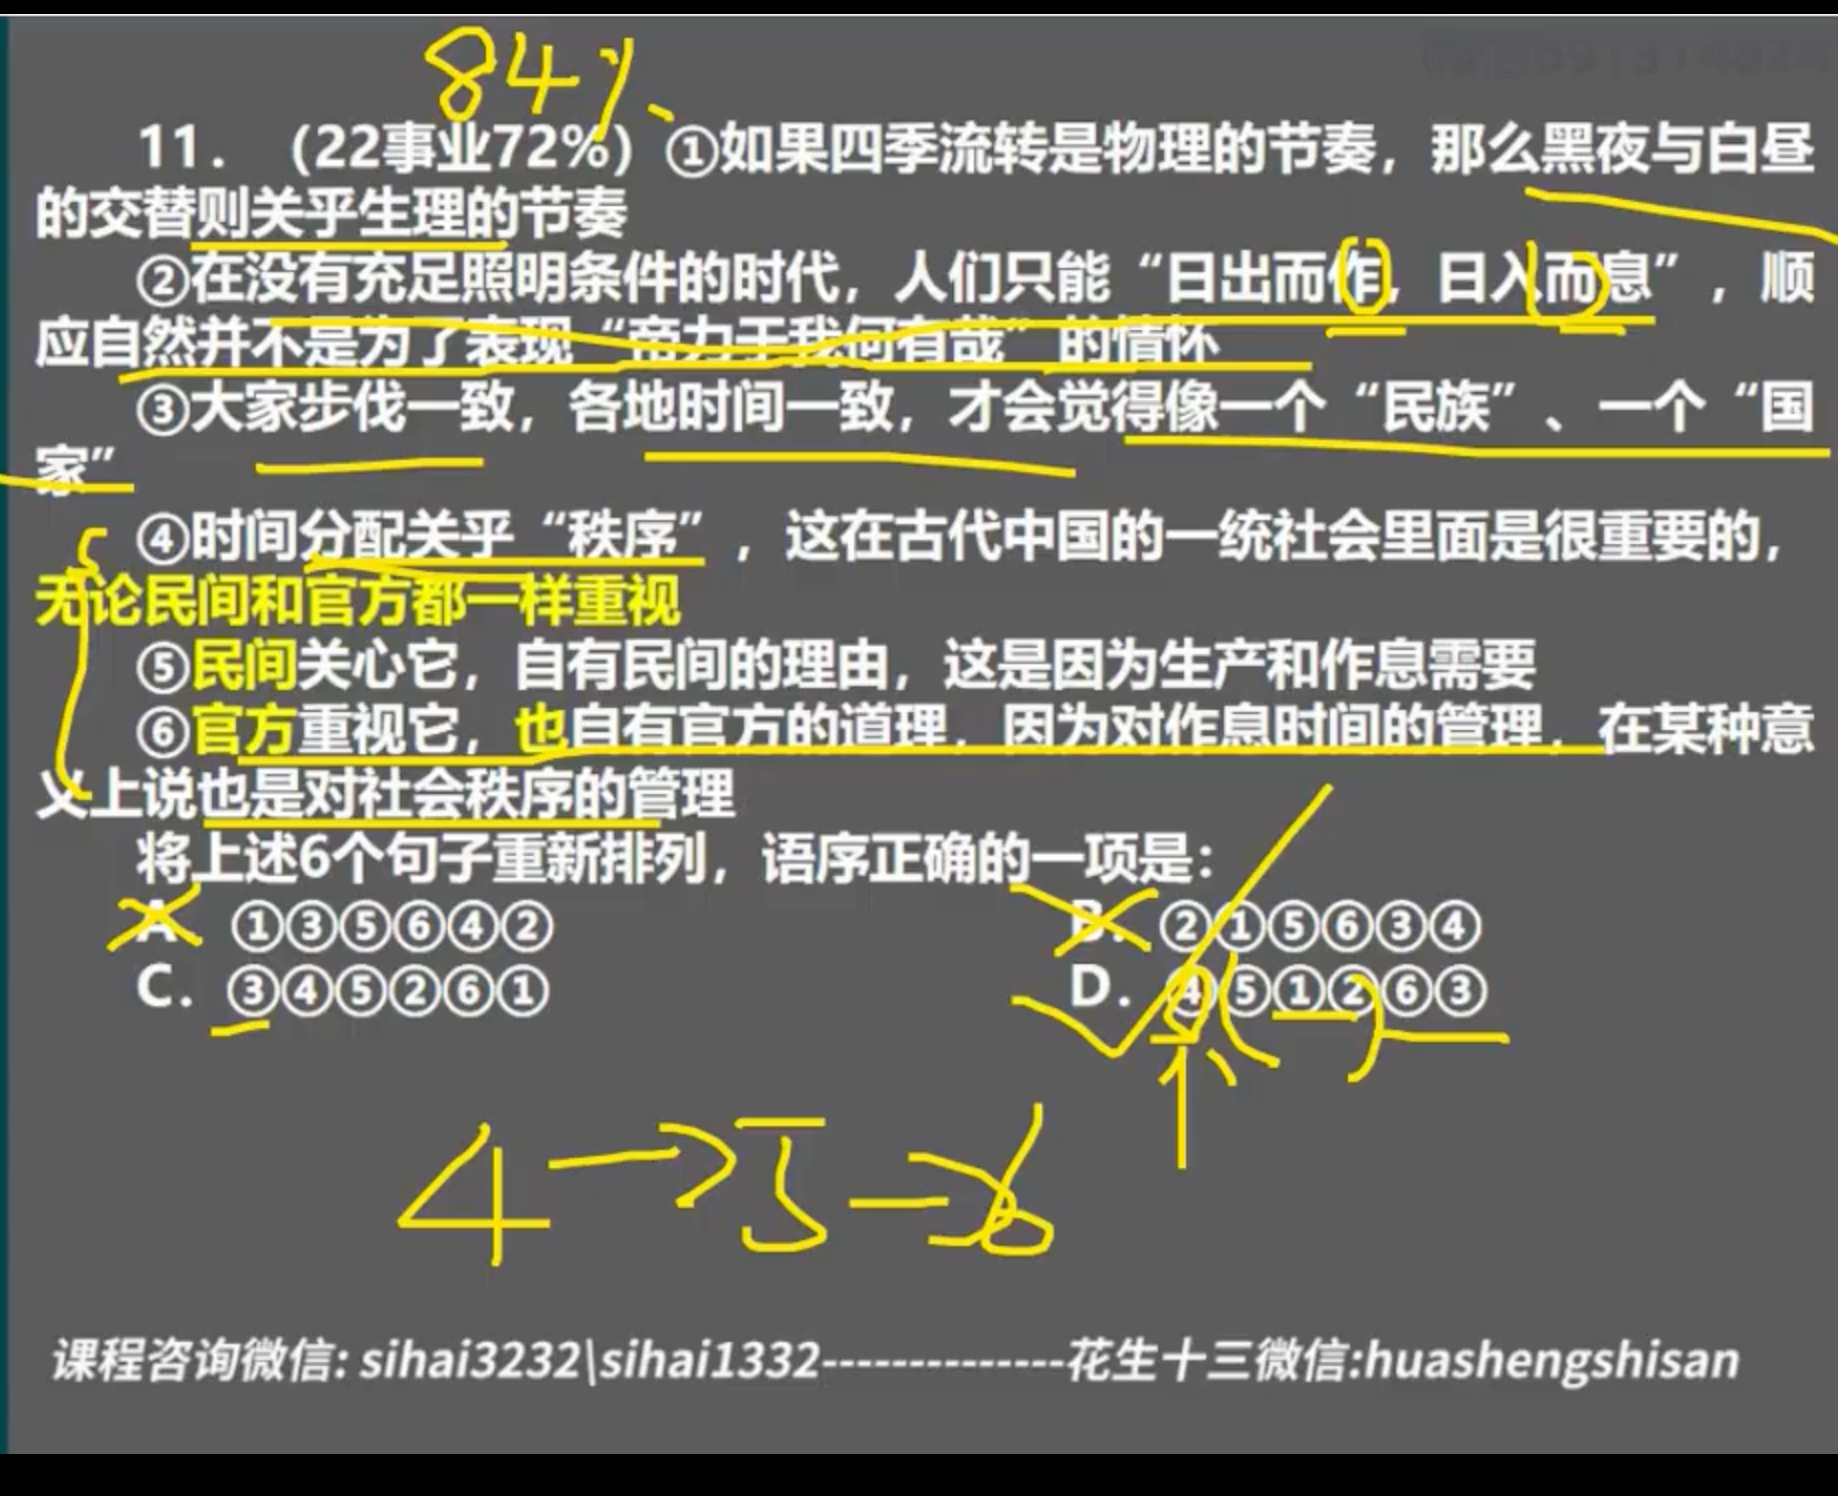 84%
11. （22事业72%）①如果四季流转是物理的节奏，那么黑夜与白昼
的交替则关乎生理的节奏
②在没有充足照明条件的时代，人们只能“日出而作，日入而息”，顺
应自然并不是为了表现“帝力于我何有哉”的情怀
③大家步伐一致，各地时间一致，才会觉得像一个“民族”、一个“国
家”
④时间分配关乎“秩序”，这在古代中国的一统社会里面是很重要的，
无论民间和官方都一样重视
⑤民间关心它，自有民间的理由，这是因为生产和作息需要
⑥官方重视它，也自有官方的道理，因为对作息时间的管理，在某种意
义上说也是对社会秩序的管理
将上述6个句子重新排列，语序正确的一项是：
A. ①③⑤⑥④② B. ②①⑤⑥③④
C. ③④⑤②⑥① D. ④⑤①②⑥③
4→5→6
课程咨询微信: sihai3232\sihai1332--------------花生十三微信:huashengshisan